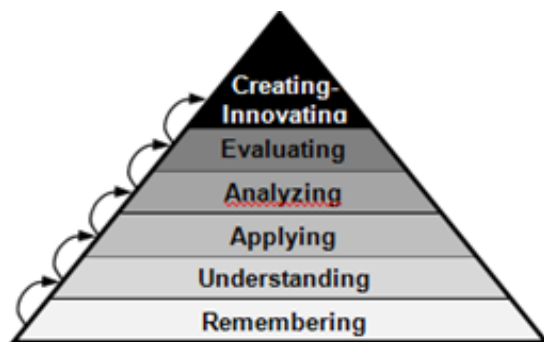 Creating-
Innovating
Evaluating
Analyzing
Applying
Understanding
Remembering